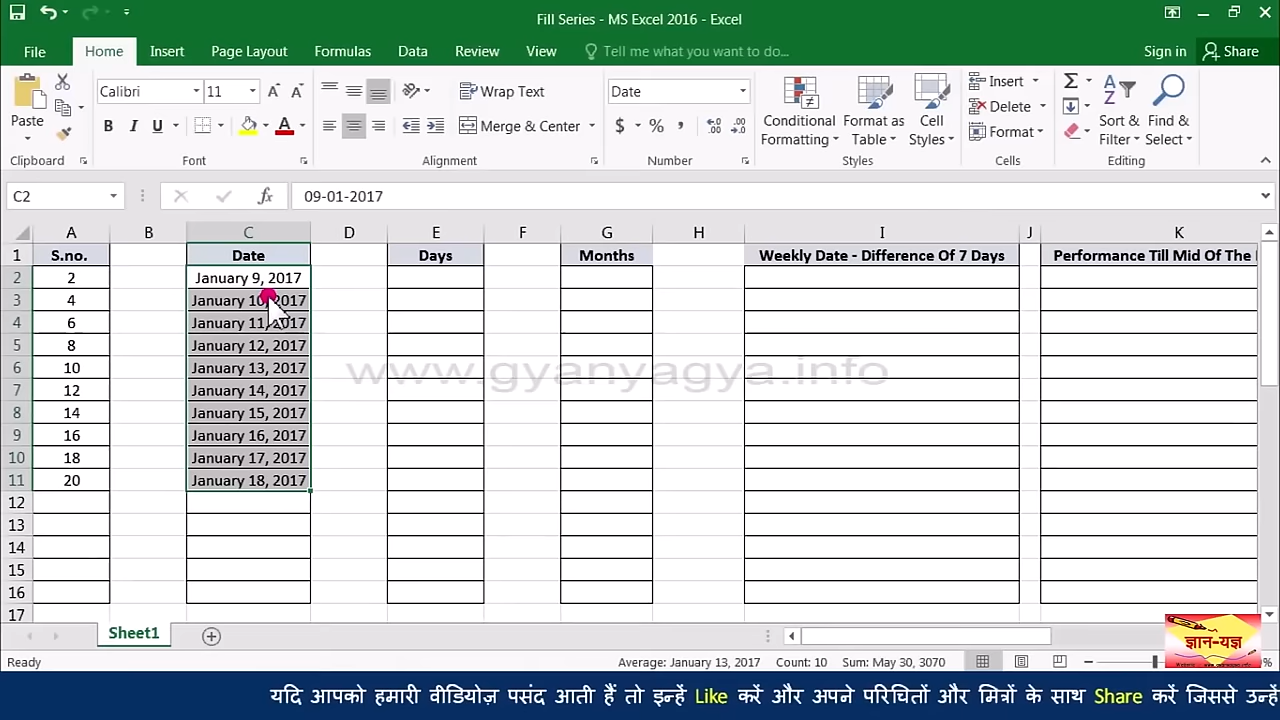 Fill Series - MS Excel 2016 - Excel
File Home Insert Page Layout Formulas Data Review View Tell me what you want to do... Sign in Share
Calibri 11 Wrap Text Date Insert
Paste Conditional Formatting Format as Table Cell Styles Delete Sort & Filter Find & Select
B I U A Merge & Center $ % , Format
Clipboard Font Alignment Number Styles Cells Editing
C2 fx 09-01-2017
A B C D E F G H I J K
1 S.no. Date Days Months Weekly Date - Difference Of 7 Days Performance Till Mid Of The
2 2 January 9, 2017
3 4 January 10, 2017
4 6 January 11, 2017
5 8 January 12, 2017
6 10 January 13, 2017
7 12 January 14, 2017
8 14 January 15, 2017
9 16 January 16, 2017
10 18 January 17, 2017
11 20 January 18, 2017
12
13
14
15
16
17
www.gyanyagya.info
Sheet1
ज्ञान-यज्ञ
Ready Average: January 13, 2017 Count: 10 Sum: May 30, 3070 %
यदि आपको हमारी वीडियोज़ पसंद आती हैं तो इन्हें Like करें और अपने परिचितों और मित्रों के साथ Share करें जिससे उन्हें